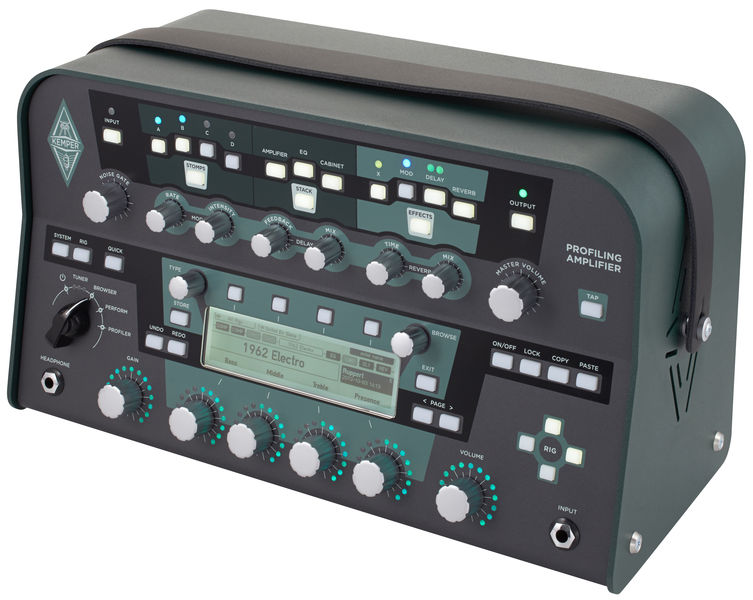 KEMPER
INPUT
A B C D
STOMPS
AMPLIFIER EQ CABINET
STACK
X MOD DELAY REVERB
EFFECTS
OUTPUT
NOISE GATE
RATE INTENSITY
MOD
FEEDBACK MIX
DELAY
TIME MIX
REVERB
MASTER VOLUME
PROFILING
AMPLIFIER
TAP
SYSTEM RIG QUICK
TUNER
BROWSER
PERFORM
PROFILER
TYPE
STORE
UNDO REDO
BROWSE
EXIT
< PAGE >
1962 Electro
Ruppert
Bass Middle Treble Presence
ON/OFF LOCK COPY PASTE
RIG
HEADPHONE
GAIN
VOLUME
INPUT